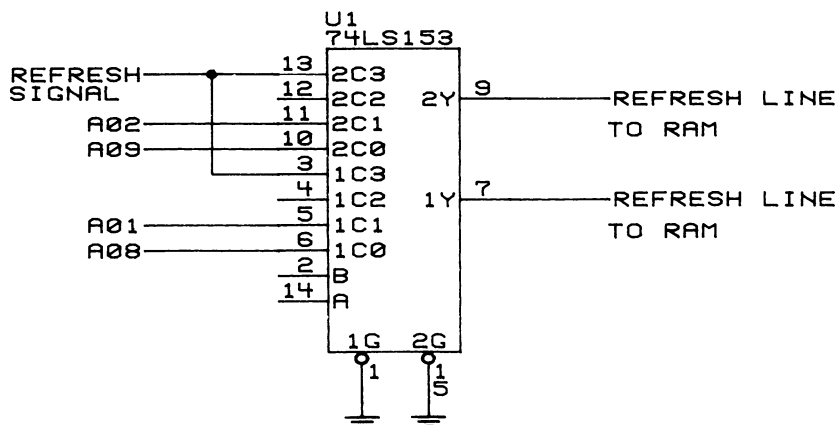 U1
74LS153
REFRESH
SIGNAL
13 2C3
12 2C2
2Y 9
REFRESH LINE
TO RAM
A02
11 2C1
A09
10 2C0
3 1C3
4 1C2
1Y 7
REFRESH LINE
TO RAM
A01
5 1C1
A08
6 1C0
2 B
14 A
1G 2G
1 1
5